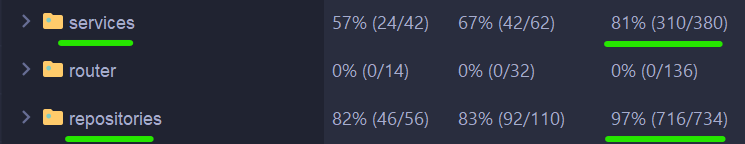 services 57% (24/42) 67% (42/62) 81% (310/380)
router 0% (0/14) 0% (0/32) 0% (0/136)
repositories 82% (46/56) 83% (92/110) 97% (716/734)